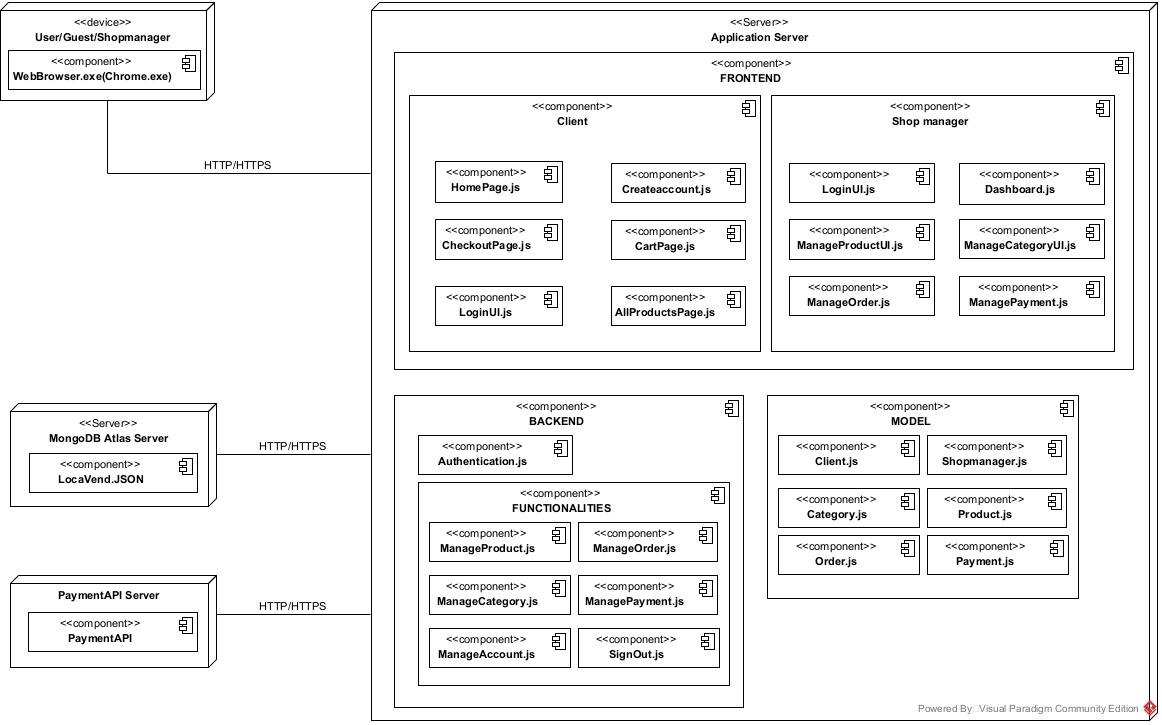 <<device>>
User/Guest/Shopmanager
<<component>>
WebBrowser.exe(Chrome.exe)
HTTP/HTTPS
<<Server>>
Application Server
<<component>>
FRONTEND
<<component>>
Client
<<component>>
HomePage.js
<<component>>
Createaccount.js
<<component>>
CheckoutPage.js
<<component>>
CartPage.js
<<component>>
LoginUI.js
<<component>>
AllProductsPage.js
<<component>>
Shop manager
<<component>>
LoginUI.js
<<component>>
Dashboard.js
<<component>>
ManageProductUI.js
<<component>>
ManageCategoryUI.js
<<component>>
ManageOrder.js
<<component>>
ManagePayment.js
<<Server>>
MongoDB Atlas Server
<<component>>
LocaVend.JSON
HTTP/HTTPS
PaymentAPI Server
<<component>>
PaymentAPI
HTTP/HTTPS
<<component>>
BACKEND
<<component>>
Authentication.js
<<component>>
FUNCTIONALITIES
<<component>>
ManageProduct.js
<<component>>
ManageOrder.js
<<component>>
ManageCategory.js
<<component>>
ManagePayment.js
<<component>>
ManageAccount.js
<<component>>
SignOut.js
<<component>>
MODEL
<<component>>
Client.js
<<component>>
Shopmanager.js
<<component>>
Category.js
<<component>>
Product.js
<<component>>
Order.js
<<component>>
Payment.js
Powered By Visual Paradigm Community Edition